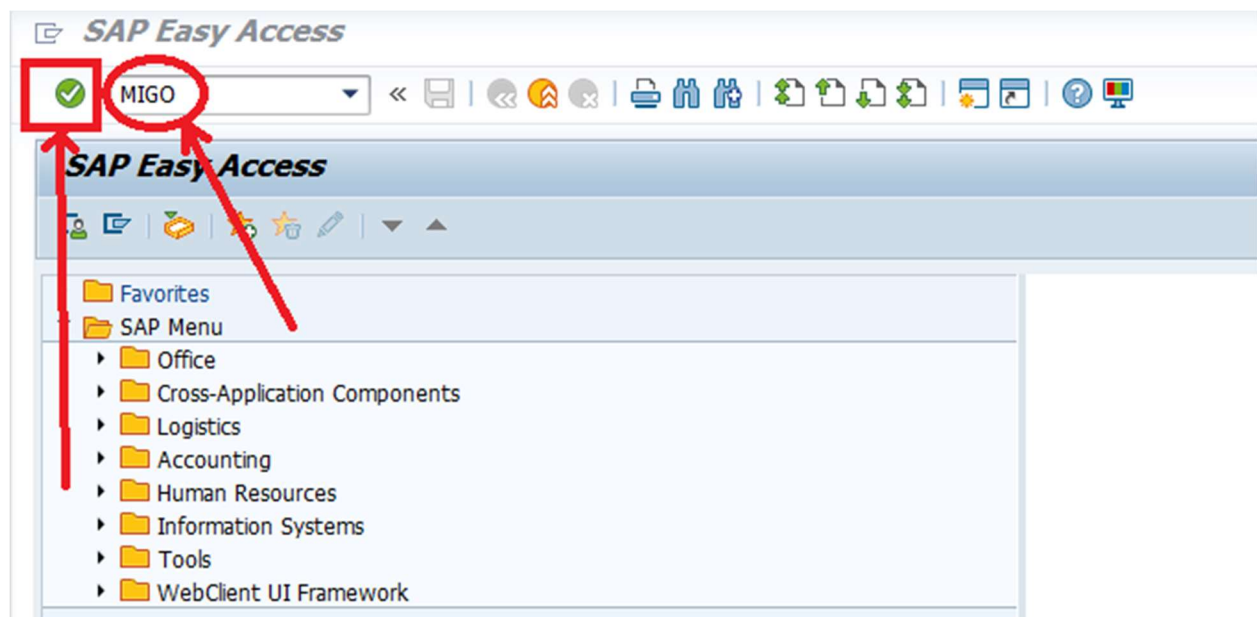 SAP Easy Access
MIGO
SAP Easy Access
Favorites
SAP Menu
Office
Cross-Application Components
Logistics
Accounting
Human Resources
Information Systems
Tools
WebClient UI Framework